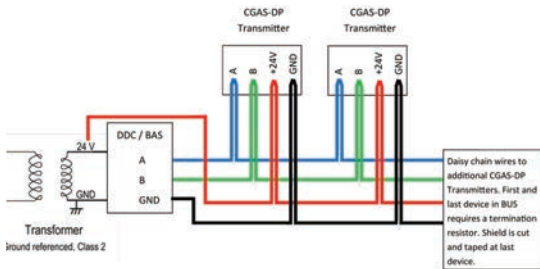 CGAS-DP
Transmitter
CGAS-DP
Transmitter
A
B
+24V
GND
A
B
+24V
GND
24 V
DDC / BAS
A
B
GND
GND
Transformer
Ground referenced, Class 2
Daisy chain wires to
additional CGAS-DP
Transmitters. First and
last device in BUS
requires a termination
resistor. Shield is cut
and taped at last
device.